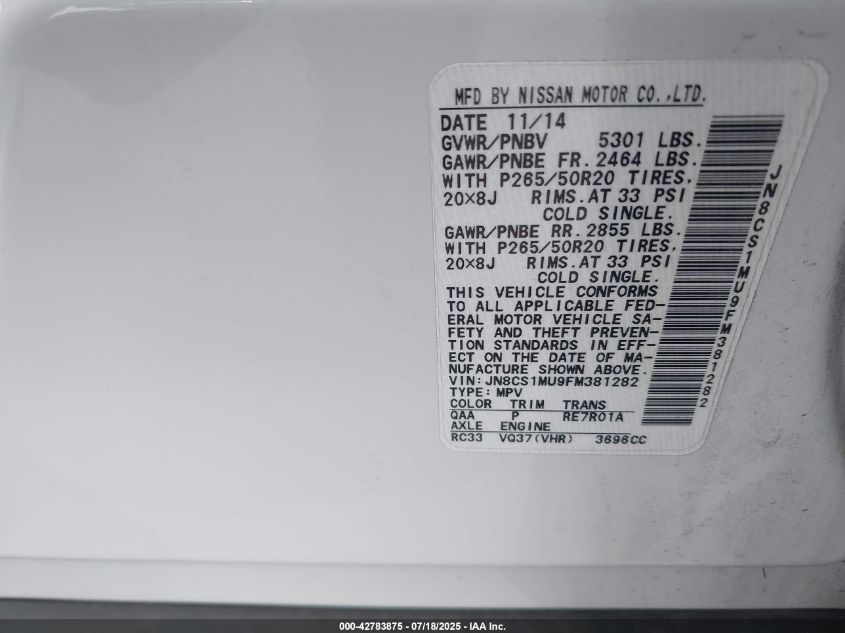 MFD BY NISSAN MOTOR CO.,LTD.
DATE 11/14
GVWR/PNBV 5301 LBS.
GAWR/PNBE FR. 2464 LBS.
WITH P265/50R20 TIRES,
20×8J RIMS.AT 33 PSI
COLD SINGLE.
GAWR/PNBE RR. 2855 LBS.
WITH P265/50R20 TIRES,
20×8J RIMS.AT 33 PSI
COLD SINGLE.
THIS VEHICLE CONFORMS
TO ALL APPLICABLE FED-
ERAL MOTOR VEHICLE SA-
FETY AND THEFT PREVEN-
TION STANDARDS IN EFF-
ECT ON THE DATE OF MA-
NUFACTURE SHOWN ABOVE.
VIN:JN8CS1MU9FM381282
TYPE:MPV
COLOR TRIM TRANS
QAA P RE7R01A
AXLE ENGINE
RC33 VQ37(VHR) 3696CC
JN8CS1MU9FM381282
000-42783875 - 07/18/2025 - IAA Inc.